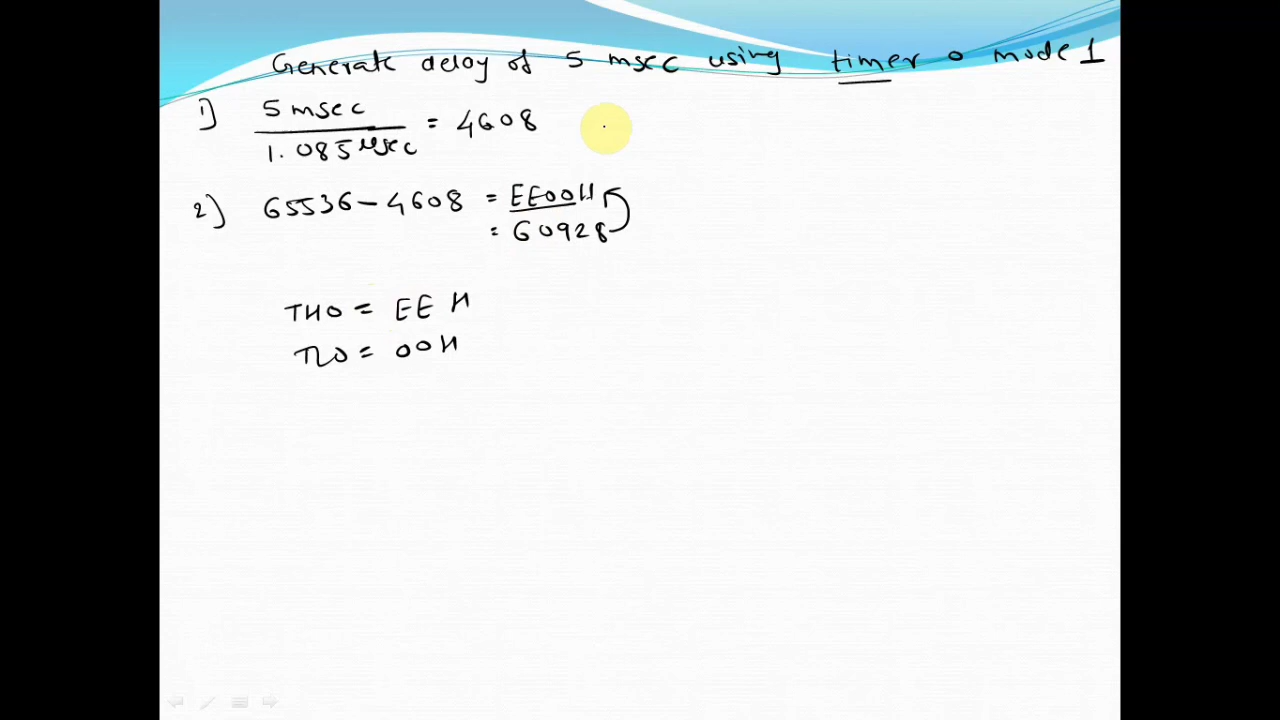 Generate delay of 5 msec using timer 0 mode 1
1) 5 msec / 1.085 μsec = 4608
2) 65536 - 4608 = EE00H
= 60928
TH0 = EE H
TL0 = 00H